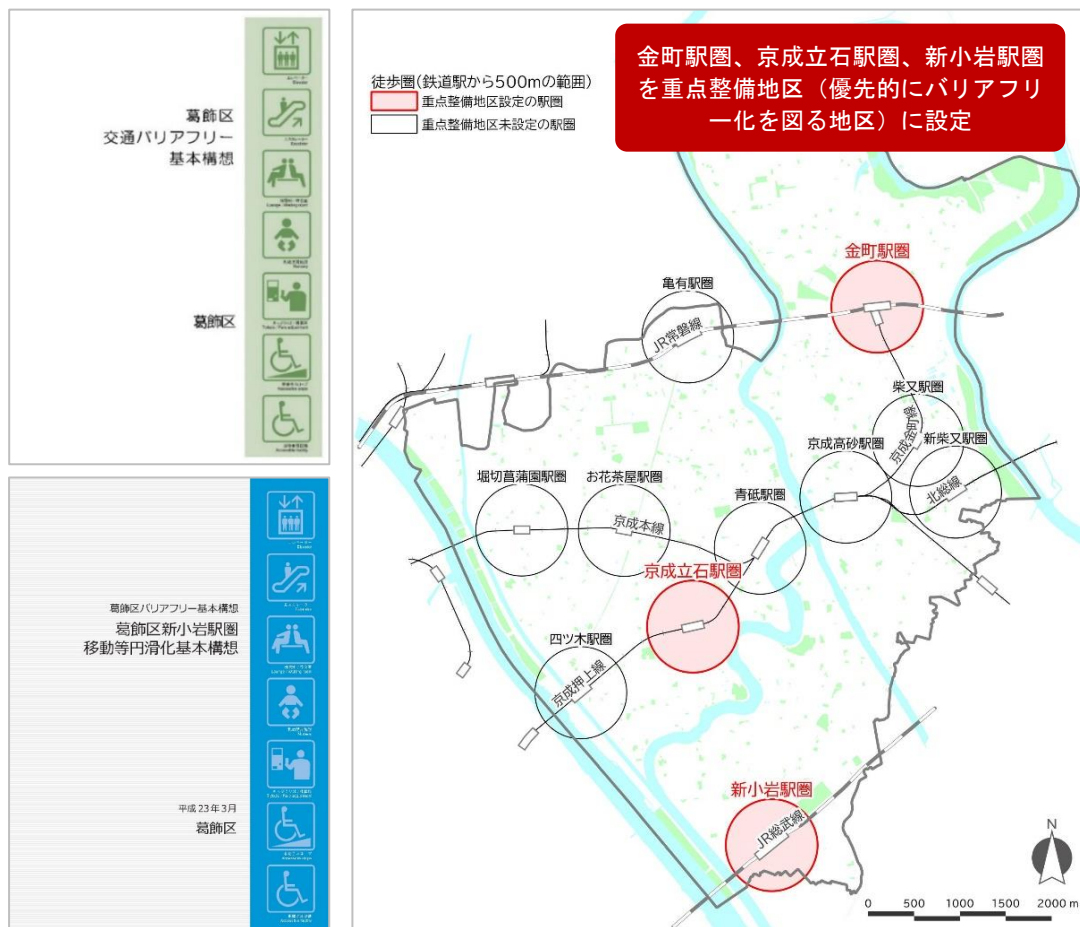 葛飾区
交通バリアフリー
基本構想
葛飾区
葛飾区バリアフリー基本構想
葛飾区新小岩駅圏
移動等円滑化基本構想
平成23年3月
葛飾区
金町駅圏、京成立石駅圏、新小岩駅圏
を重点整備地区（優先的にバリアフリ
ー化を図る地区）に設定
徒歩圏(鉄道駅から500mの範囲)
重点整備地区設定の駅圏
重点整備地区未設定の駅圏
金町駅圏
亀有駅圏
JR常磐線
柴又駅圏
京成金町線
京成高砂駅圏
新柴又駅圏
北総線
堀切菖蒲園駅圏
お花茶屋駅圏
青砥駅圏
京成本線
京成立石駅圏
四ツ木駅圏
京成押上線
新小岩駅圏
JR総武線
N
0 500 1000 1500 2000 m